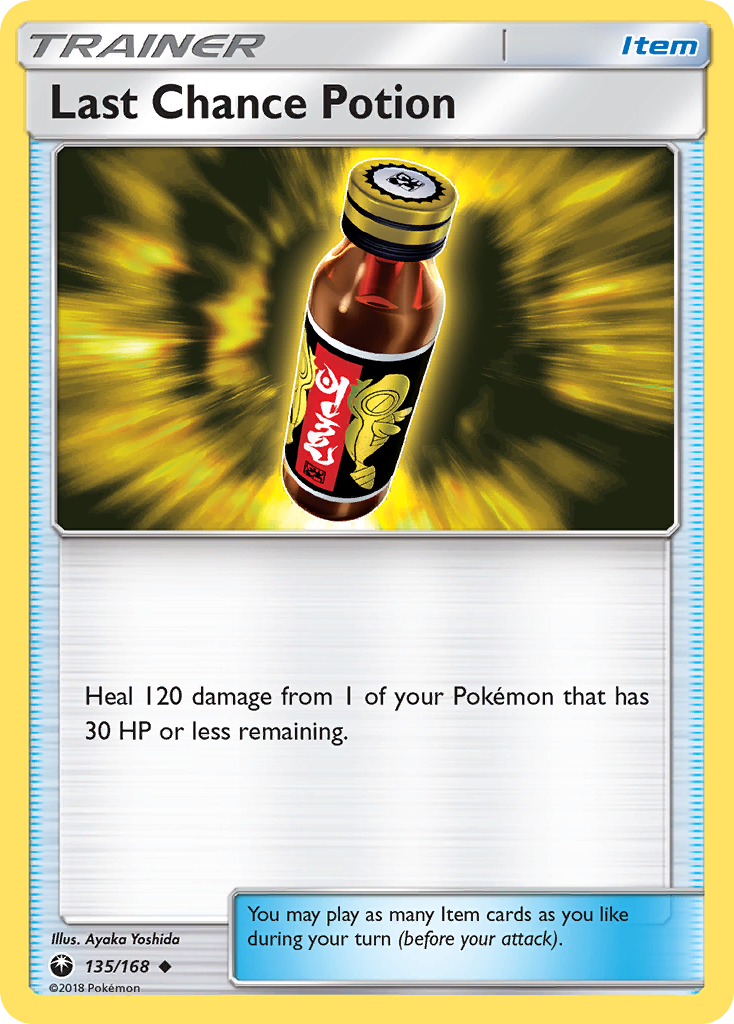 TRAINER
Item
Last Chance Potion
Heal 120 damage from 1 of your Pokémon that has
30 HP or less remaining.
You may play as many Item cards as you like
during your turn (before your attack).
Illus. Ayaka Yoshida
135/168
©2018 Pokémon